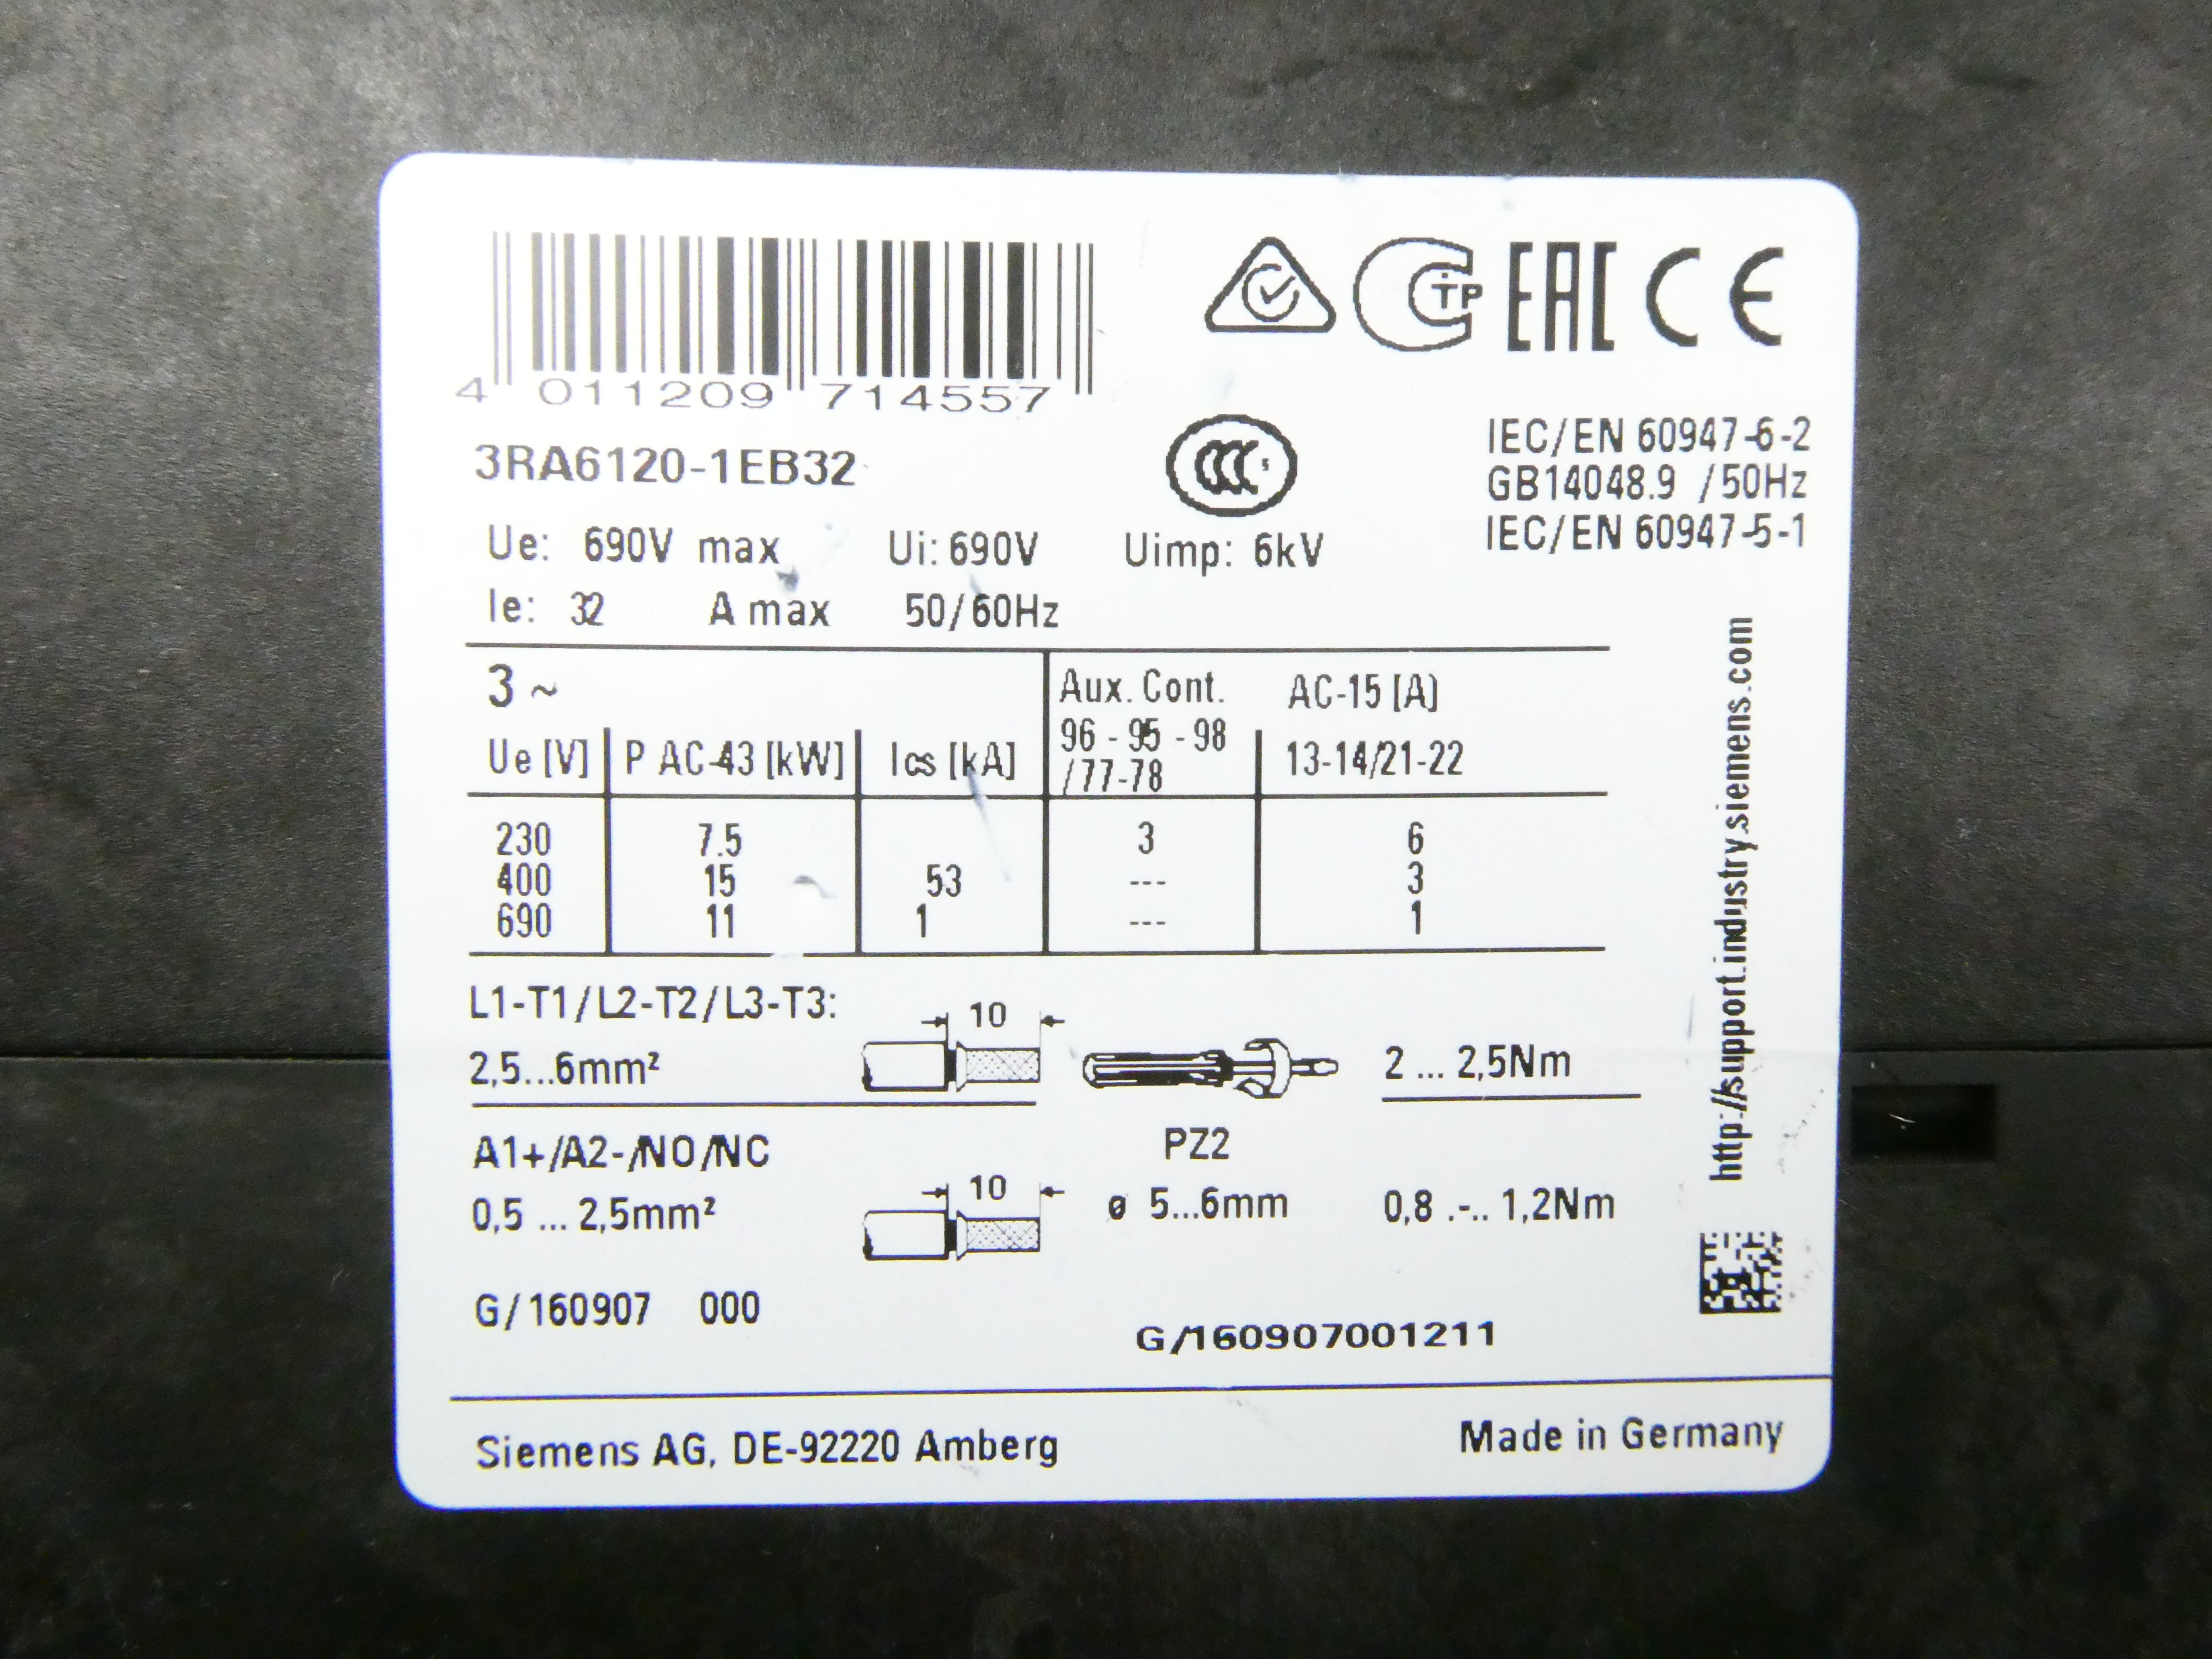 4 011209 714557
TP
EAC CE
3RA6120-1EB32
CCC S
IEC/EN 60947-6-2
GB14048.9 /50Hz
IEC/EN 60947-5-1
Ue: 690V max Ui: 690V Uimp: 6kV
Ie: 32 A max 50/60Hz
3 ~
Aux. Cont. AC-15 [A]
96 - 95 - 98
/77-78
Ue [V] P AC-43 [kW] Ics [kA] 13-14/21-22
230 7.5 3 6
400 15 53 --- 3
690 11 1 --- 1
L1-T1/L2-T2/L3-T3:
10
2,5...6mm² 2 ... 2,5Nm
A1+/A2-/NO/NC PZ2
10
0,5 ... 2,5mm² ø 5...6mm 0,8 .-.. 1,2Nm
G/160907 000
G/160907001211
http://support.industry.siemens.com
Siemens AG, DE-92220 Amberg Made in Germany